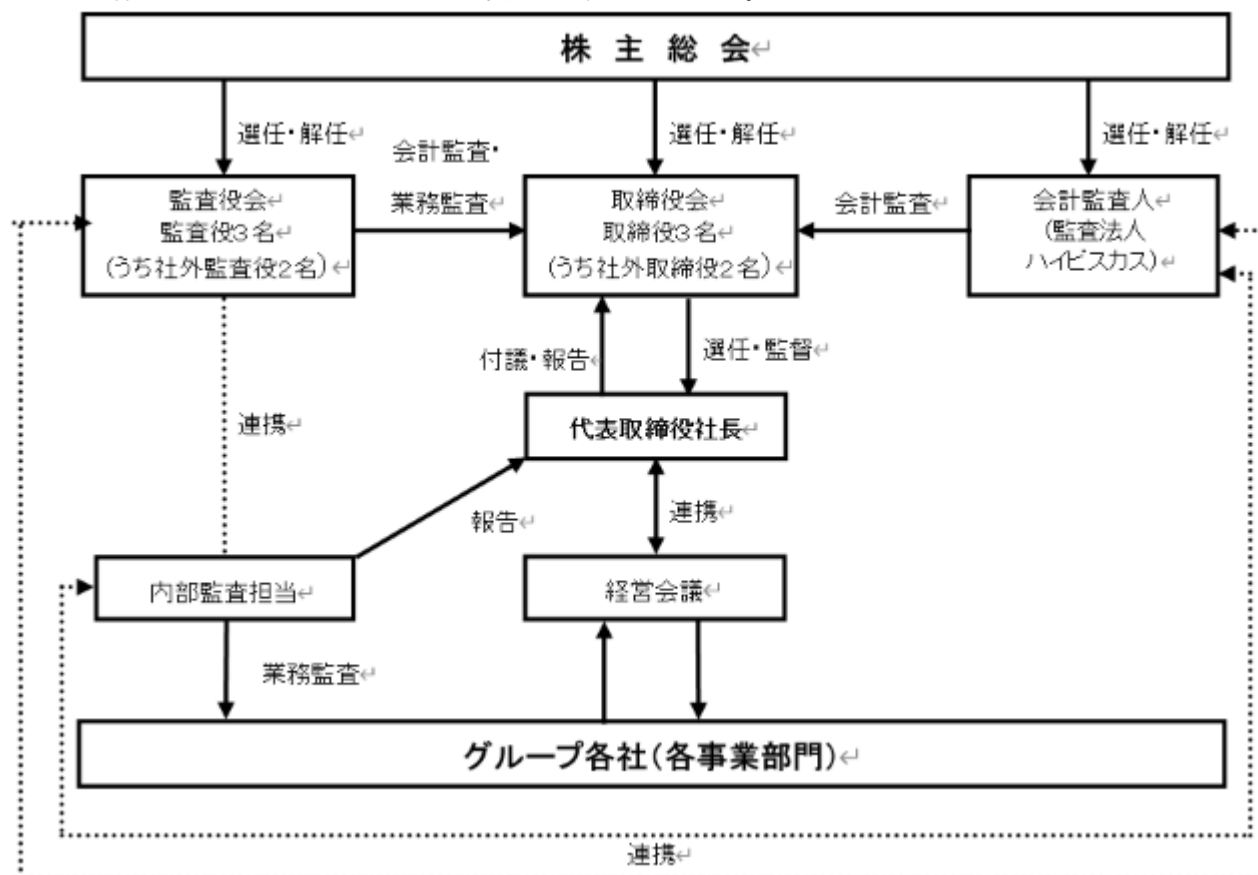 株 主 総 会↵
選任・解任↵
選任・解任↵
選任・解任↵
会計監査・
業務監査↵
監査役会↵
監査役3名↵
(うち社外監査役2名)↵
取締役会↵
取締役3名↵
(うち社外取締役2名)↵
会計監査↵
会計監査人↵
(監査法人
ハイビスカス)↵
付議・報告↵
選任・監督↵
連携↵
代表取締役社長↵
報告↵
連携↵
内部監査担当↵
経営会議↵
業務監査↵
グループ各社(各事業部門)↵
連携↵